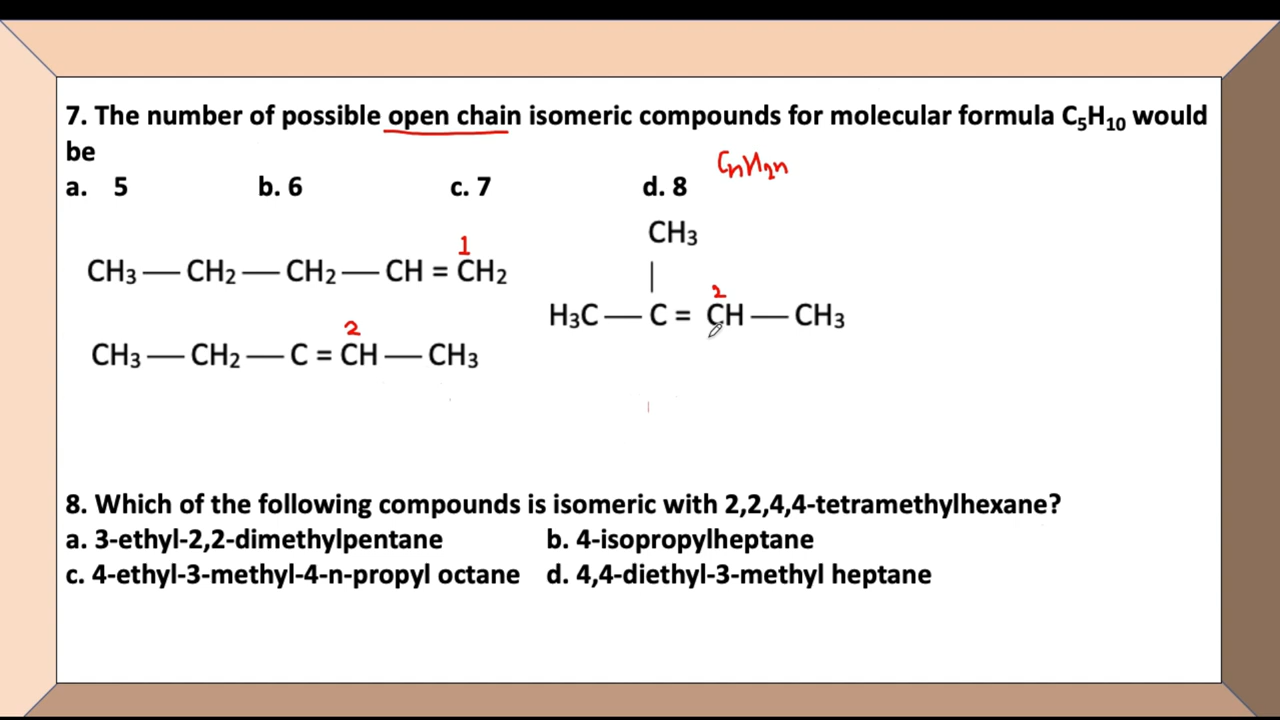 7. The number of possible open chain isomeric compounds for molecular formula C₅H₁₀ would
be
CnH2n
a. 5 b. 6 c. 7 d. 8
CH₃
1
CH₃ — CH₂ — CH₂ — CH = CH₂
|
2
H₃C — C = CH — CH₃
2
CH₃ — CH₂ — C = CH — CH₃
8. Which of the following compounds is isomeric with 2,2,4,4-tetramethylhexane?
a. 3-ethyl-2,2-dimethylpentane b. 4-isopropylheptane
c. 4-ethyl-3-methyl-4-n-propyl octane d. 4,4-diethyl-3-methyl heptane